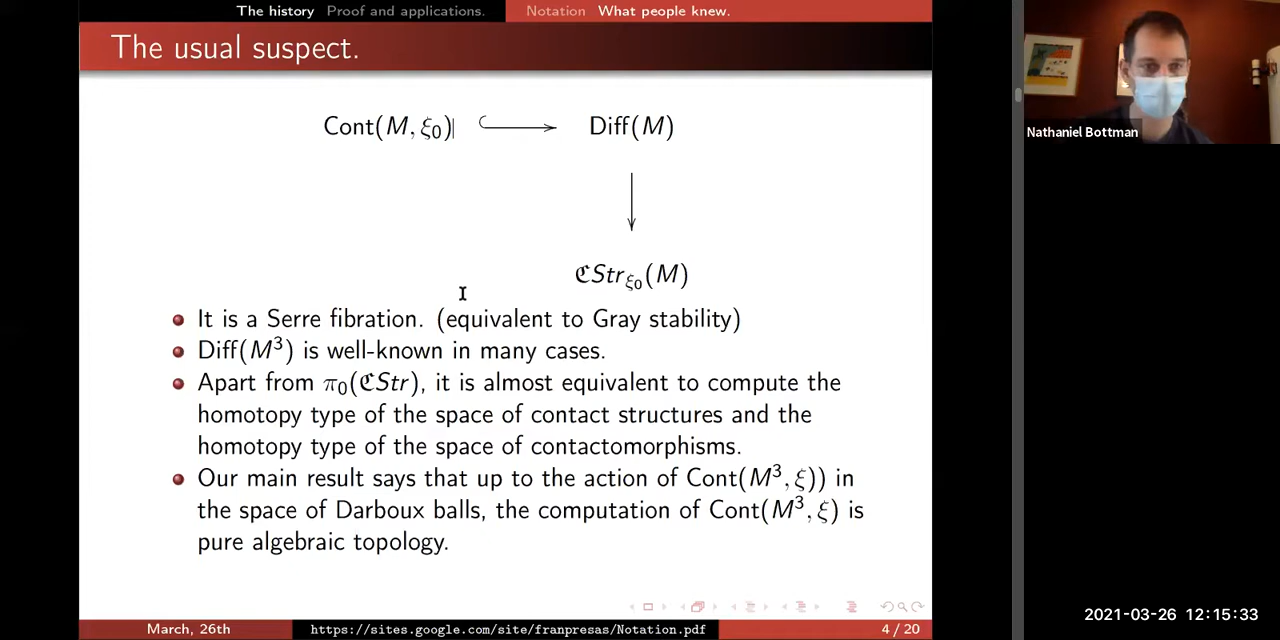 The history Proof and applications. Notation What people knew.
The usual suspect.
Cont(M, ξ₀) Diff(M)
ℭStr_ξ₀(M)
It is a Serre fibration. (equivalent to Gray stability)
Diff(M³) is well-known in many cases.
Apart from π₀(ℭStr), it is almost equivalent to compute the
homotopy type of the space of contact structures and the
homotopy type of the space of contactomorphisms.
Our main result says that up to the action of Cont(M³, ξ)) in
the space of Darboux balls, the computation of Cont(M³, ξ) is
pure algebraic topology.
March, 26th https://sites.google.com/site/franpresas/Notation.pdf 4 / 20
Nathaniel Bottman
2021-03-26 12:15:33